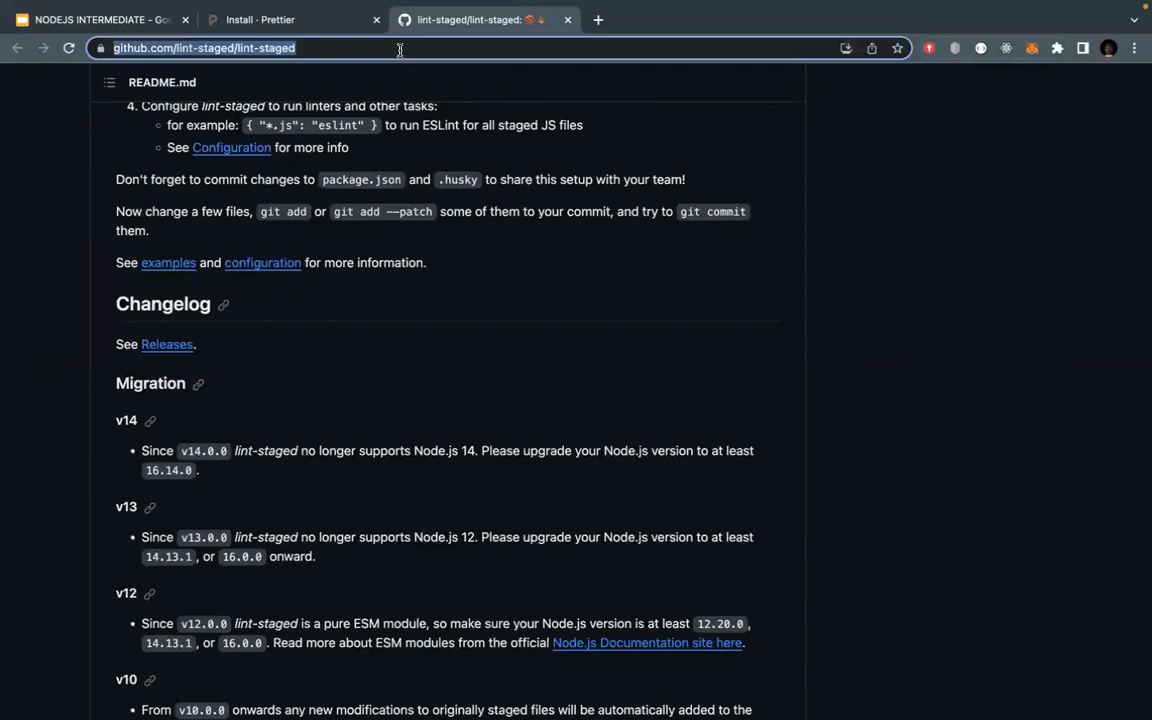 NODEJS INTERMEDIATE - Goo
Install · Prettier
lint-staged/lint-staged: 🚫💩
github.com/lint-staged/lint-staged
README.md
4. Configure lint-staged to run linters and other tasks:
◦ for example: { "*.js": "eslint" } to run ESLint for all staged JS files
◦ See Configuration for more info
Don't forget to commit changes to package.json and .husky to share this setup with your team!
Now change a few files, git add or git add --patch some of them to your commit, and try to git commit
them.
See examples and configuration for more information.
Changelog
See Releases.
Migration
v14
• Since v14.0.0 lint-staged no longer supports Node.js 14. Please upgrade your Node.js version to at least
16.14.0.
v13
• Since v13.0.0 lint-staged no longer supports Node.js 12. Please upgrade your Node.js version to at least
14.13.1, or 16.0.0 onward.
v12
• Since v12.0.0 lint-staged is a pure ESM module, so make sure your Node.js version is at least 12.20.0,
14.13.1, or 16.0.0. Read more about ESM modules from the official Node.js Documentation site here.
v10
• From v10.0.0 onwards any new modifications to originally staged files will be automatically added to the